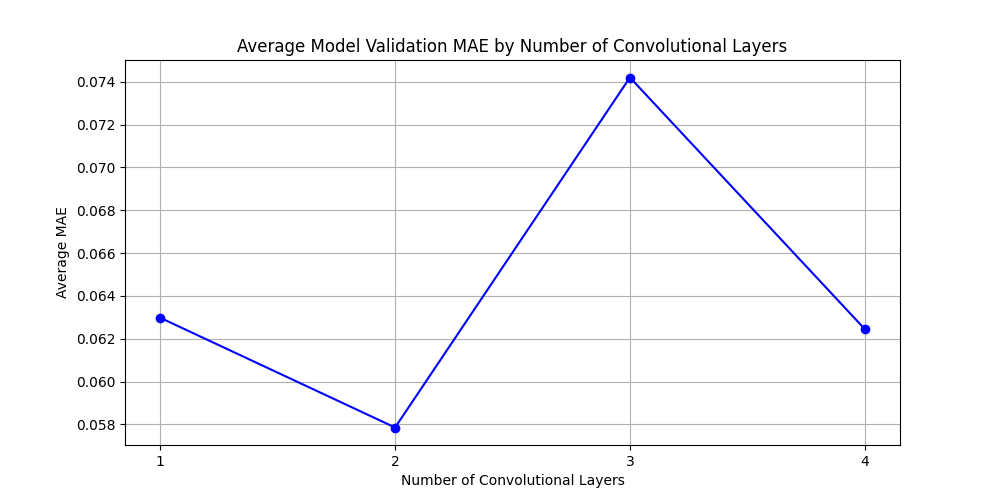 Average Model Validation MAE by Number of Convolutional Layers
Average MAE
0.074
0.072
0.070
0.068
0.066
0.064
0.062
0.060
0.058
1 2 3 4
Number of Convolutional Layers